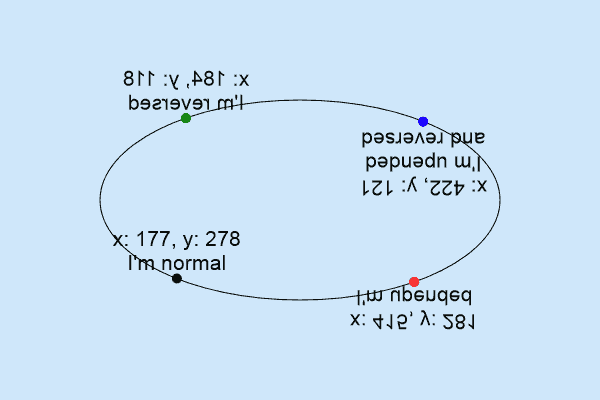 x: 184, y: 118
I'm reversed
x: 422, y: 121
I'm upended
and reversed
x: 177, y: 278
I'm normal
x: 415, y: 281
I'm upended